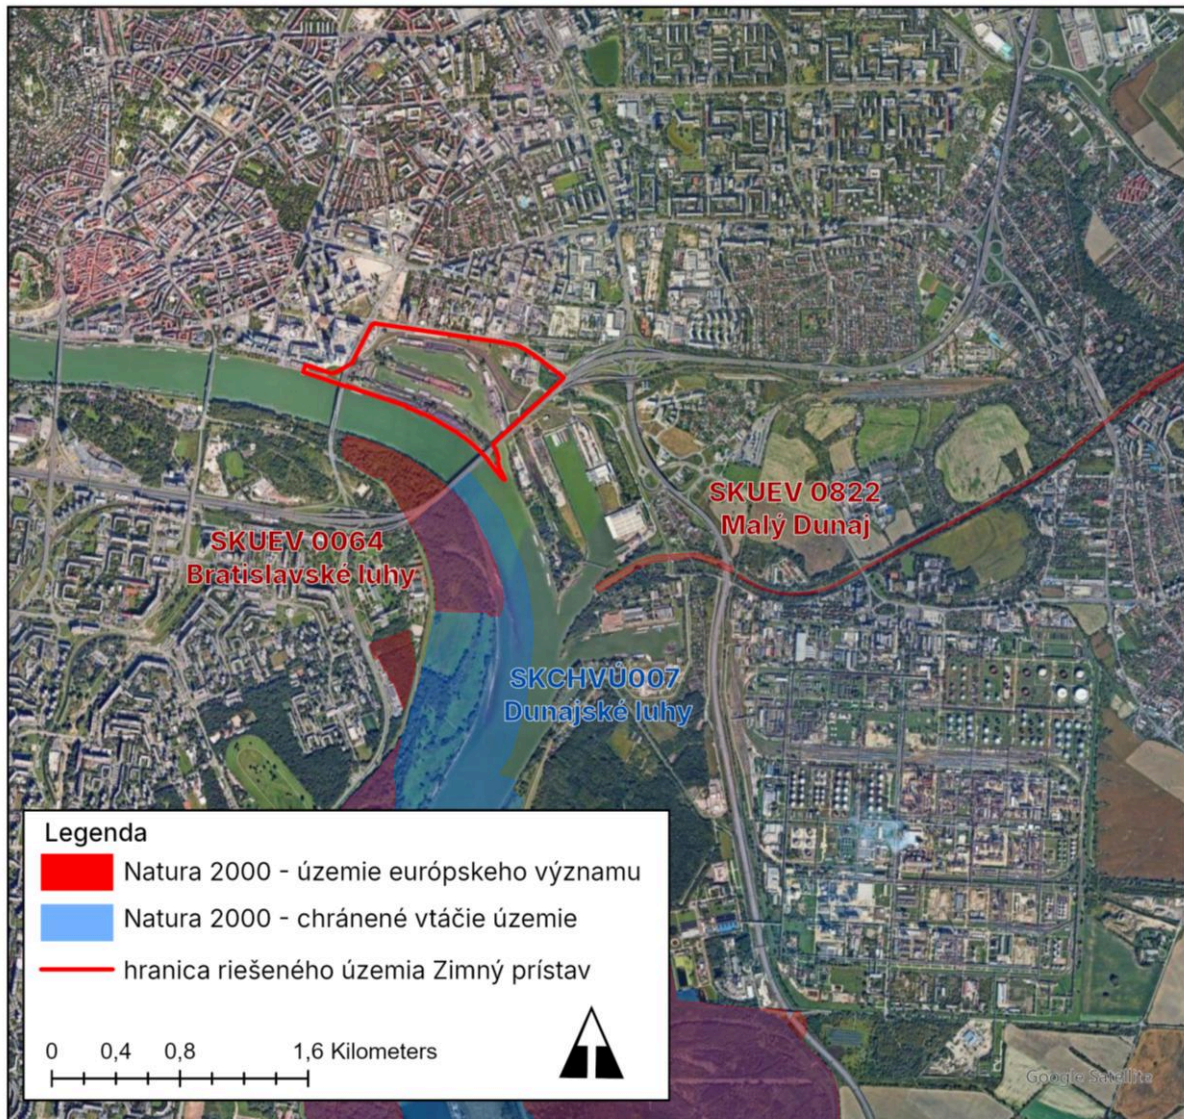 SKUEV 0822
Malý Dunaj
SKUEV 0064
Bratislavské luhy
SKCHVÚ007
Dunajské luhy
Legenda
Natura 2000 - územie európskeho významu
Natura 2000 - chránené vtáčie územie
hranica riešeného územia Zimný prístav
0 0,4 0,8 1,6 Kilometers
Google Satellite